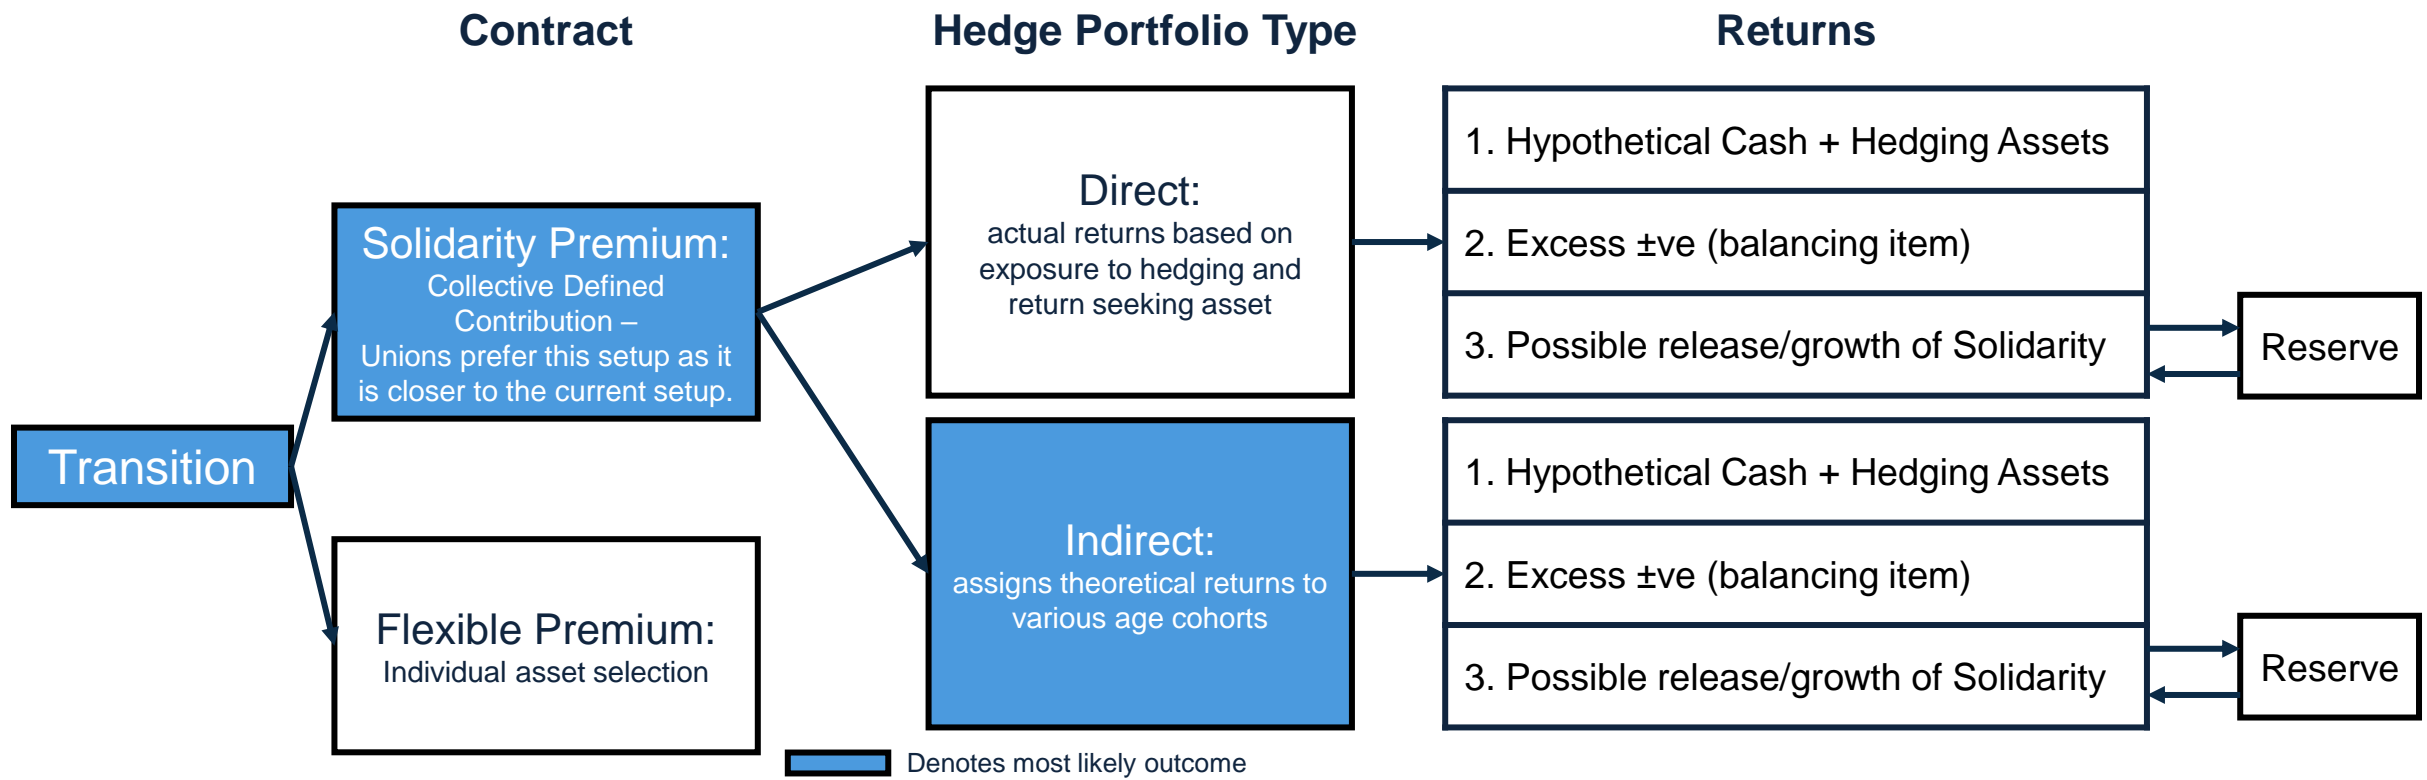 Contract
Hedge Portfolio Type
Returns
Transition
Solidarity Premium:
Collective Defined
Contribution –
Unions prefer this setup as it
is closer to the current setup.
Flexible Premium:
Individual asset selection
Direct:
actual returns based on
exposure to hedging and
return seeking asset
Indirect:
assigns theoretical returns to
various age cohorts
1. Hypothetical Cash + Hedging Assets
2. Excess ±ve (balancing item)
3. Possible release/growth of Solidarity
Reserve
1. Hypothetical Cash + Hedging Assets
2. Excess ±ve (balancing item)
3. Possible release/growth of Solidarity
Reserve
Denotes most likely outcome